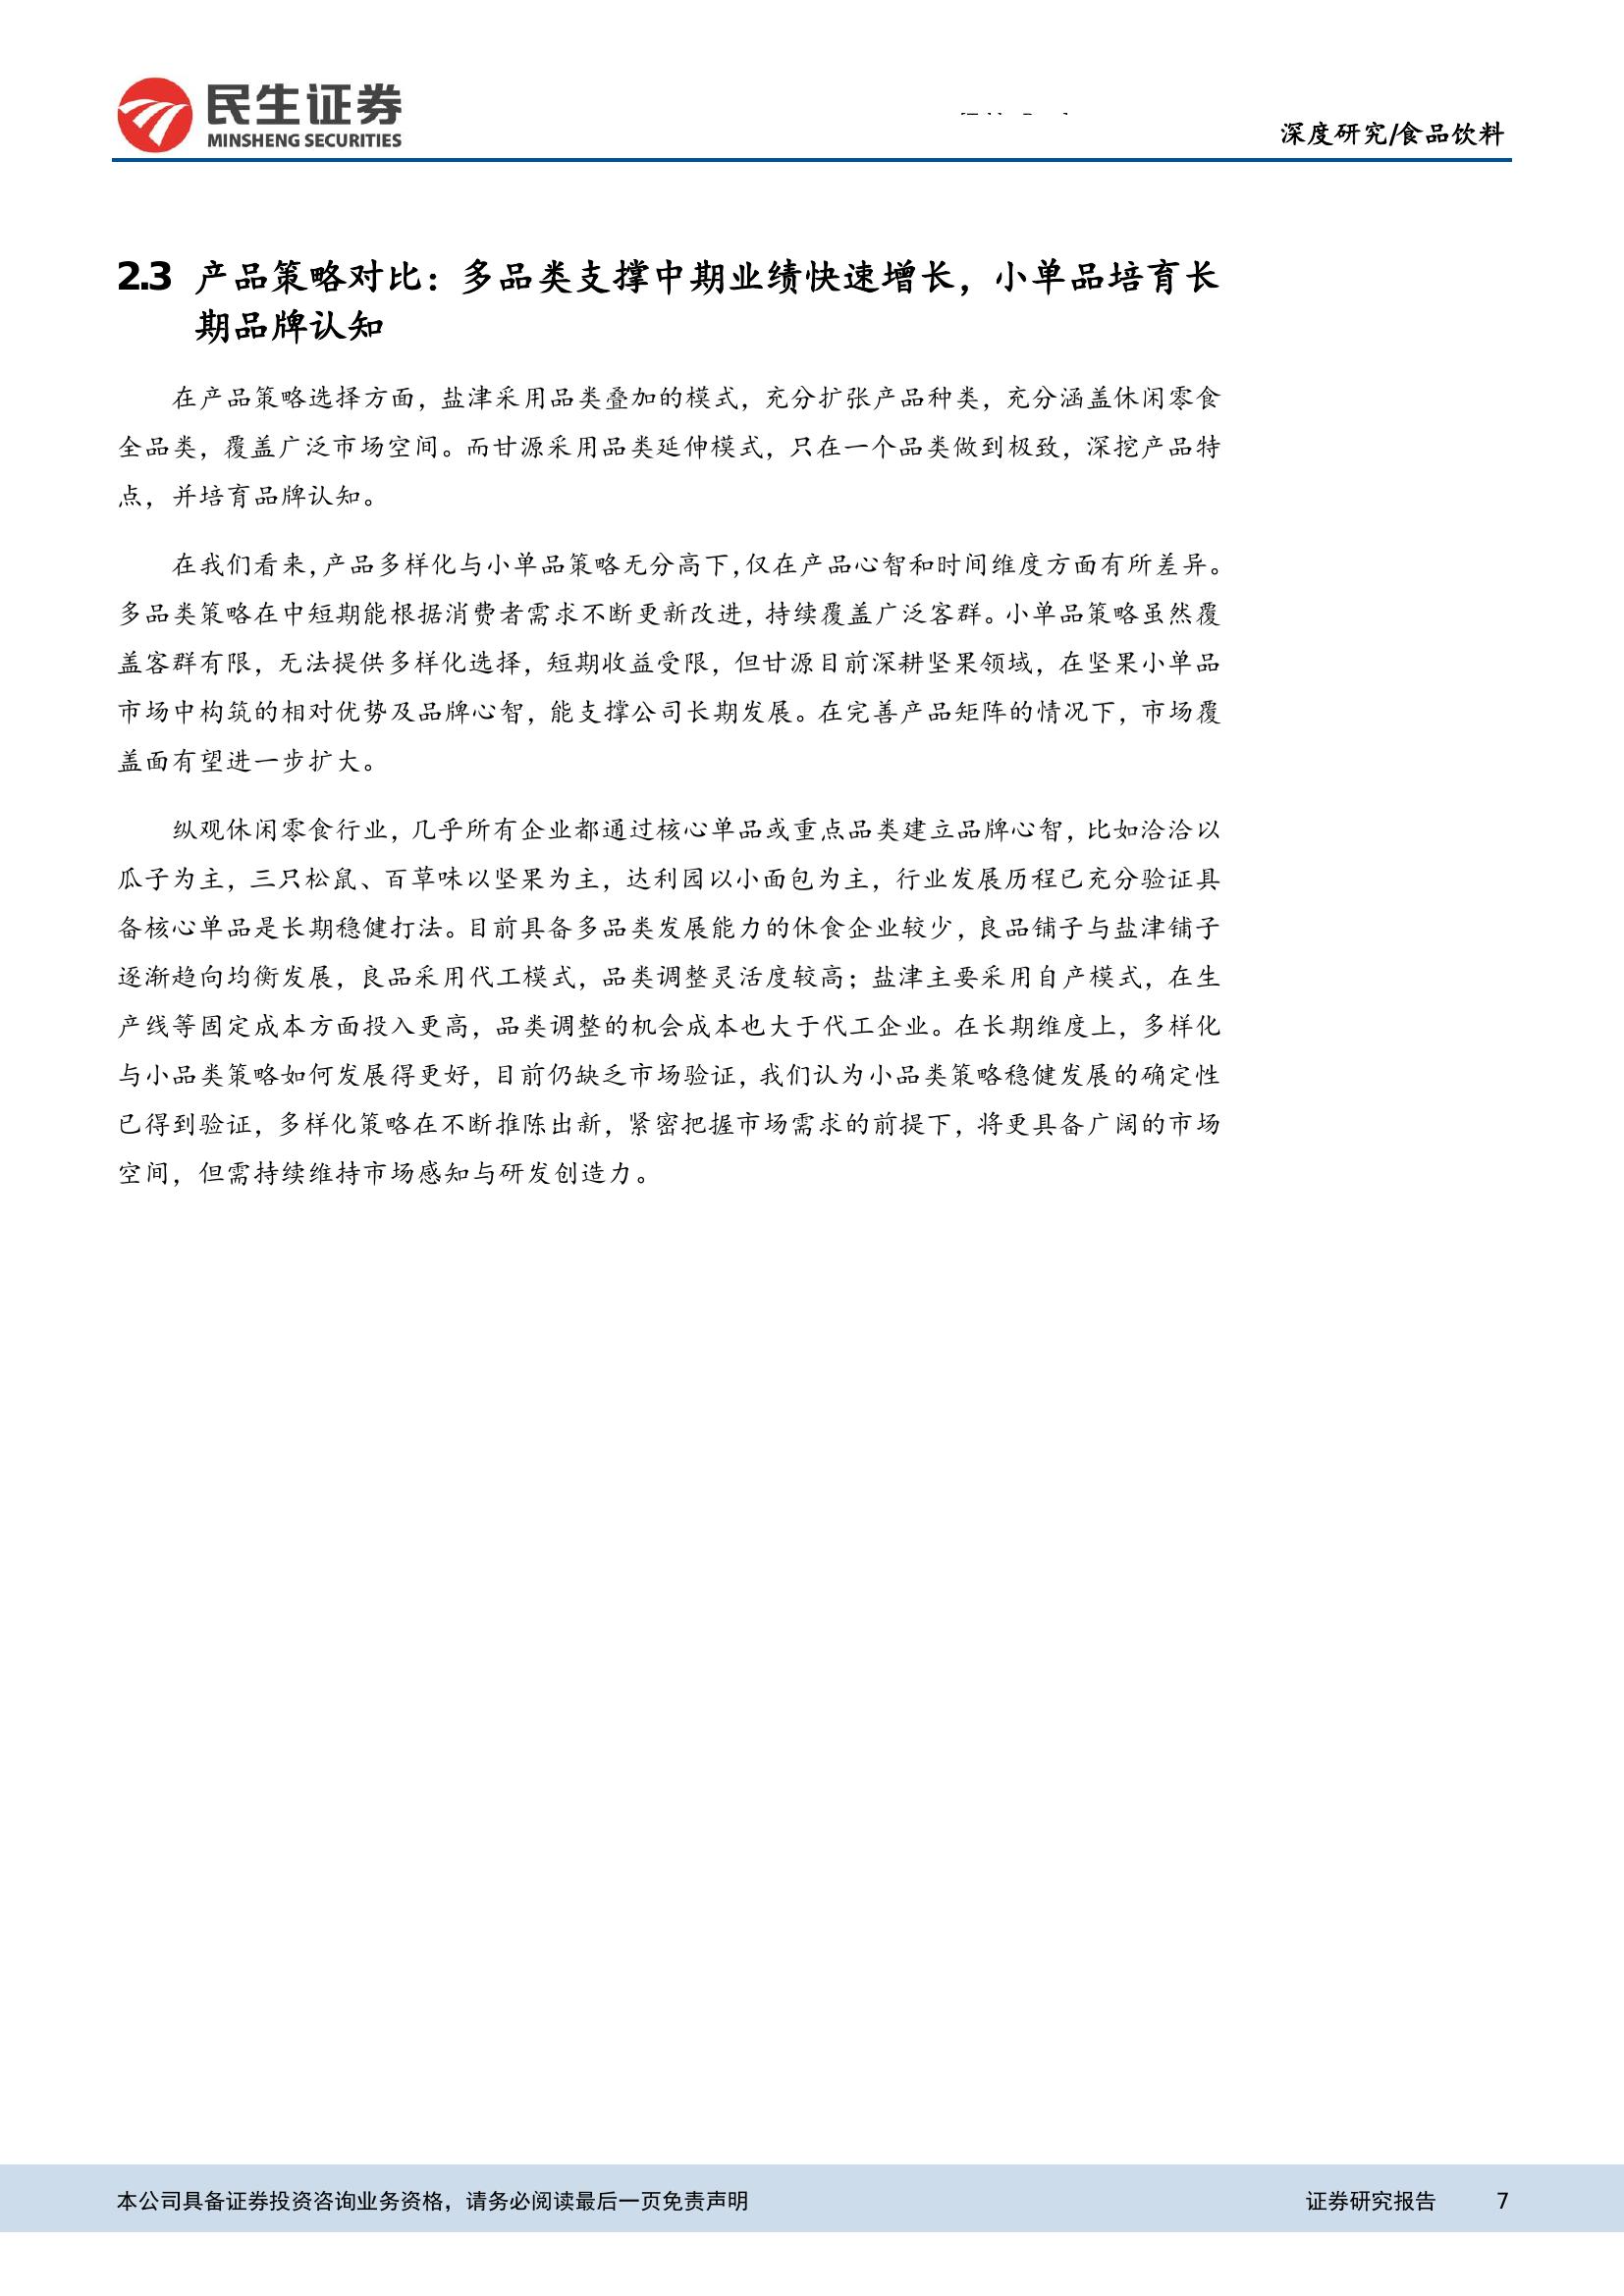 民生证券
MINSHENG SECURITIES
深度研究/食品饮料
2.3 产品策略对比：多品类支撑中期业绩快速增长，小单品培育长
期品牌认知
在产品策略选择方面，盐津采用品类叠加的模式，充分扩张产品种类，充分涵盖休闲零食
全品类，覆盖广泛市场空间。而甘源采用品类延伸模式，只在一个品类做到极致，深挖产品特
点，并培育品牌认知。
在我们看来，产品多样化与小单品策略无分高下，仅在产品心智和时间维度方面有所差异。
多品类策略在中短期能根据消费者需求不断更新改进，持续覆盖广泛客群。小单品策略虽然覆
盖客群有限，无法提供多样化选择，短期收益受限，但甘源目前深耕坚果领域，在坚果小单品
市场中构筑的相对优势及品牌心智，能支撑公司长期发展。在完善产品矩阵的情况下，市场覆
盖面有望进一步扩大。
纵观休闲零食行业，几乎所有企业都通过核心单品或重点品类建立品牌心智，比如洽洽以
瓜子为主，三只松鼠、百草味以坚果为主，达利园以小面包为主，行业发展历程已充分验证具
备核心单品是长期稳健打法。目前具备多品类发展能力的休食企业较少，良品铺子与盐津铺子
逐渐趋向均衡发展，良品采用代工模式，品类调整灵活度较高；盐津主要采用自产模式，在生
产线等固定成本方面投入更高，品类调整的机会成本也大于代工企业。在长期维度上，多样化
与小品类策略如何发展得更好，目前仍缺乏市场验证，我们认为小品类策略稳健发展的确定性
已得到验证，多样化策略在不断推陈出新，紧密把握市场需求的前提下，将更具备广阔的市场
空间，但需持续维持市场感知与研发创造力。
本公司具备证券投资咨询业务资格，请务必阅读最后一页免责声明
证券研究报告 7